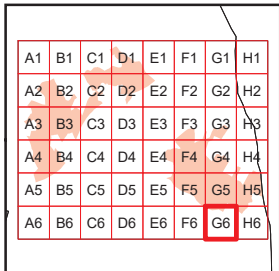 A1 B1 C1 D1 E1 F1 G1 H1
A2 B2 C2 D2 E2 F2 G2 H2
A3 B3 C3 D3 E3 F3 G3 H3
A4 B4 C4 D4 E4 F4 G4 H4
A5 B5 C5 D5 E5 F5 G5 H5
A6 B6 C6 D6 E6 F6 G6 H6